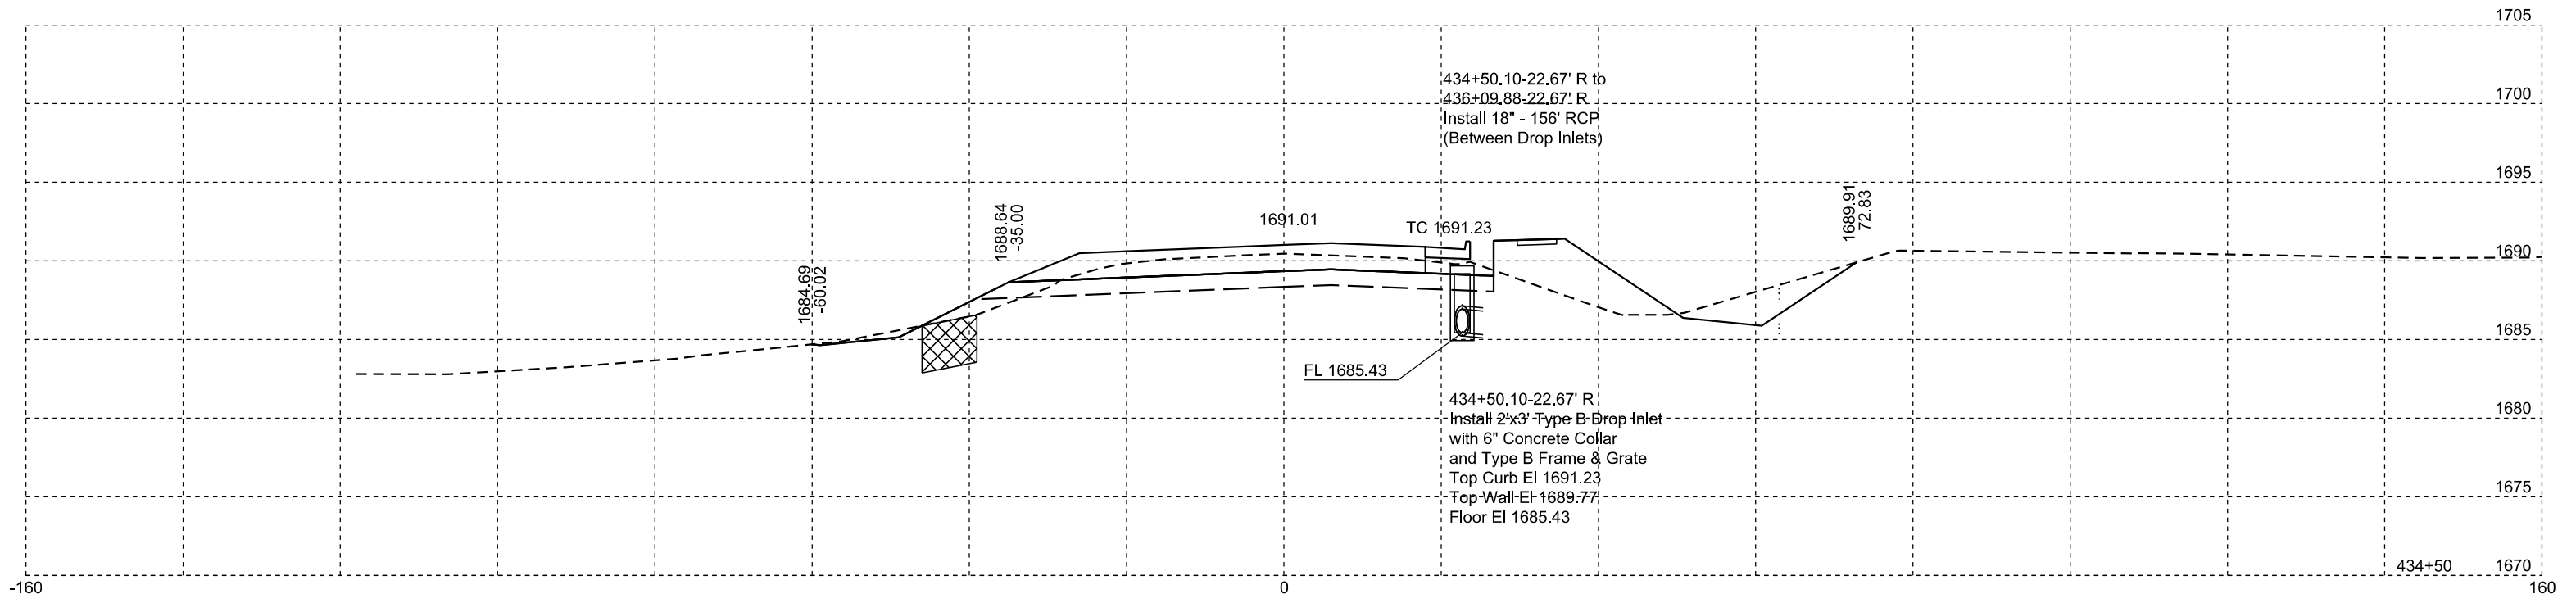 1705
434+50.10-22.67' R to
1700
436+09.88-22.67' R
Install 18" - 156' RCP
(Between Drop Inlets)
1695
1684.69
-60.02
1688.64
-35.00
1691.01
TC 1691.23
1689.91
72.83
1690
1685
FL 1685.43
434+50.10-22.67' R
1680
Install 2'x3' Type B Drop Inlet
with 6" Concrete Collar
and Type B Frame & Grate
Top Curb El 1691.23
1675
Top Wall El 1689.77
Floor El 1685.43
434+50
1670
-160
0
160